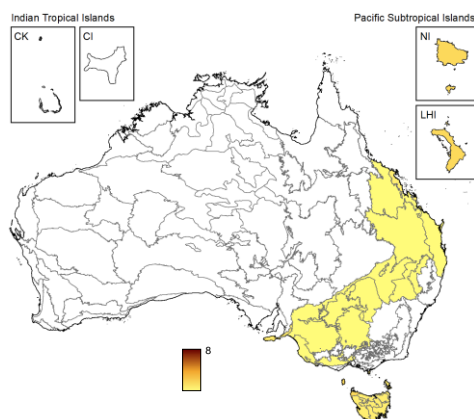 Indian Tropical Islands
Pacific Subtropical Islands
CK
CI
NI
LHI
8